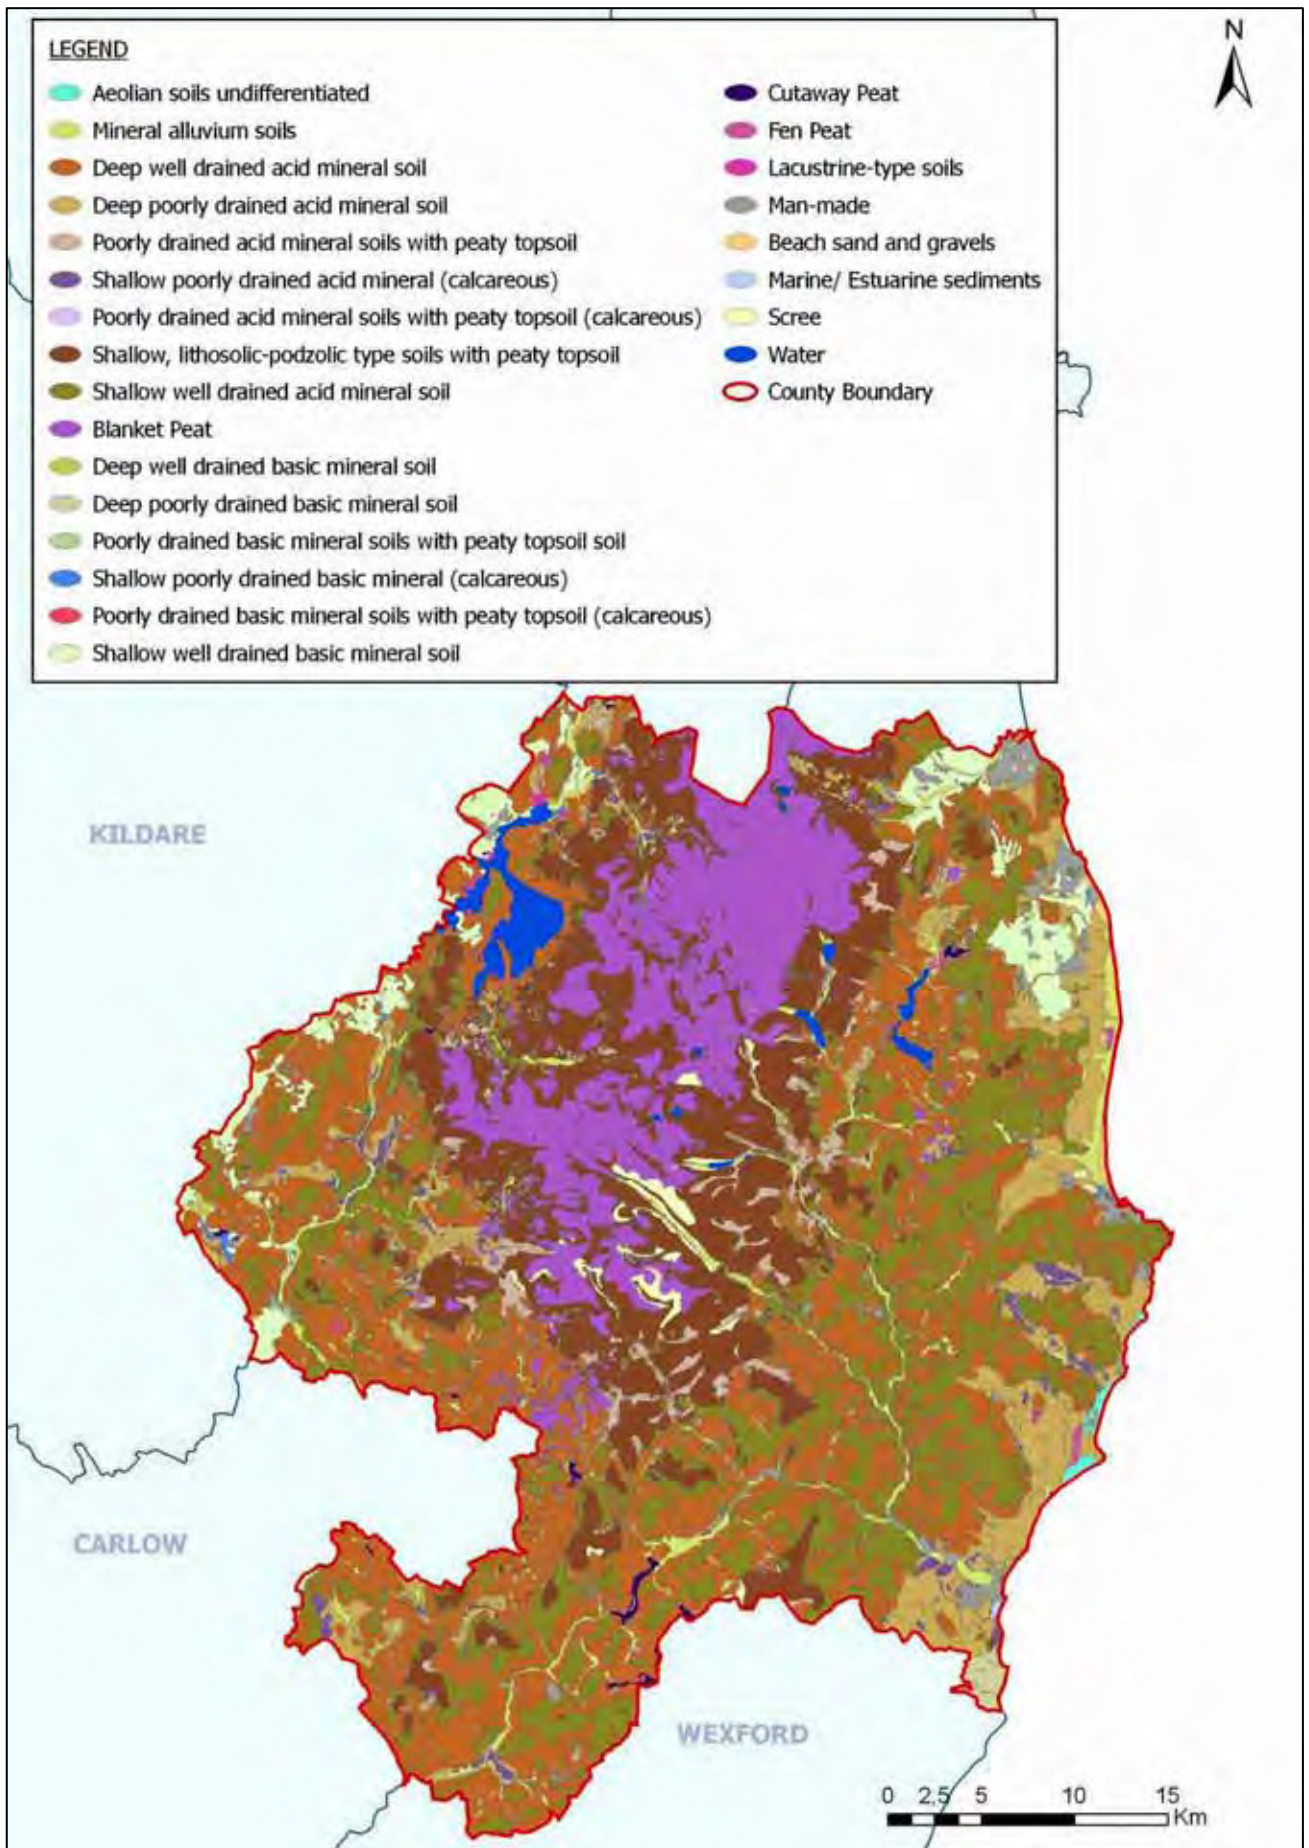 N
LEGEND
Aeolian soils undifferentiated
Mineral alluvium soils
Deep well drained acid mineral soil
Deep poorly drained acid mineral soil
Poorly drained acid mineral soils with peaty topsoil
Shallow poorly drained acid mineral (calcareous)
Poorly drained acid mineral soils with peaty topsoil (calcareous)
Shallow, lithosolic-podzolic type soils with peaty topsoil
Shallow well drained acid mineral soil
Blanket Peat
Deep well drained basic mineral soil
Deep poorly drained basic mineral soil
Poorly drained basic mineral soils with peaty topsoil soil
Shallow poorly drained basic mineral (calcareous)
Poorly drained basic mineral soils with peaty topsoil (calcareous)
Shallow well drained basic mineral soil
Cutaway Peat
Fen Peat
Lacustrine-type soils
Man-made
Beach sand and gravels
Marine/ Estuarine sediments
Scree
Water
County Boundary
KILDARE
CARLOW
WEXFORD
0 2,5 5 10 15
Km